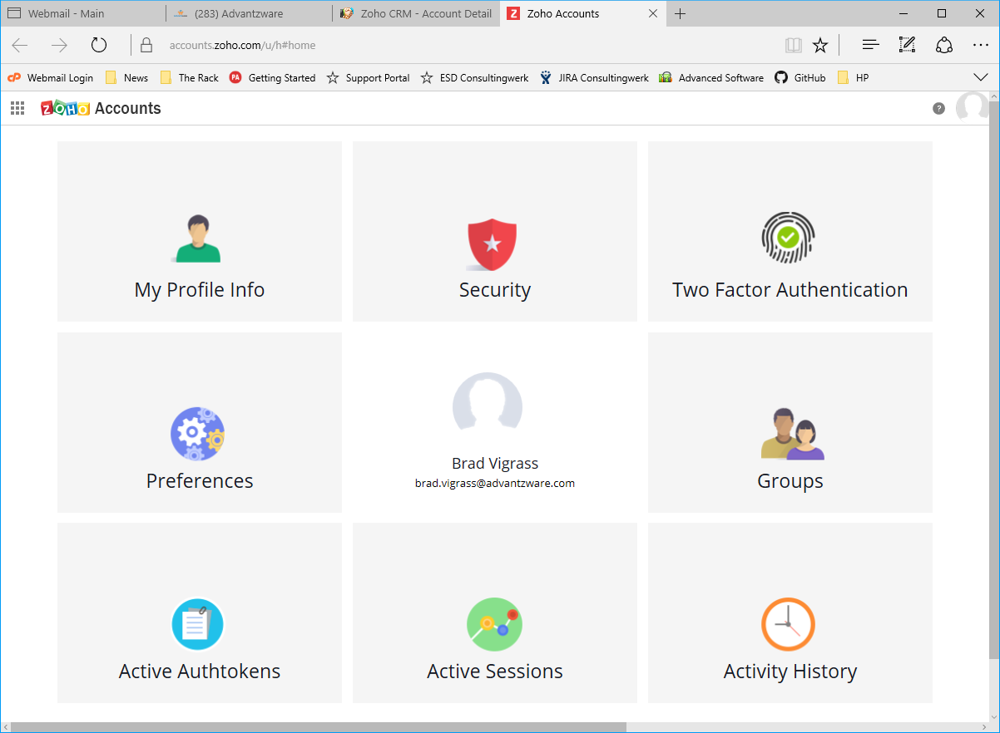 Webmail - Main
(283) Advantzware
Zoho CRM - Account Detail
Z
Zoho Accounts
accounts.zoho.com/u/h#home
cP Webmail Login
News
The Rack
PA Getting Started
Support Portal
ESD Consultingwerk
JIRA Consultingwerk
Advanced Software
GitHub
HP
ZOHO Accounts
?
My Profile Info
Security
Two Factor Authentication
Preferences
Brad Vigrass
brad.vigrass@advantzware.com
Groups
Active Authtokens
Active Sessions
Activity History